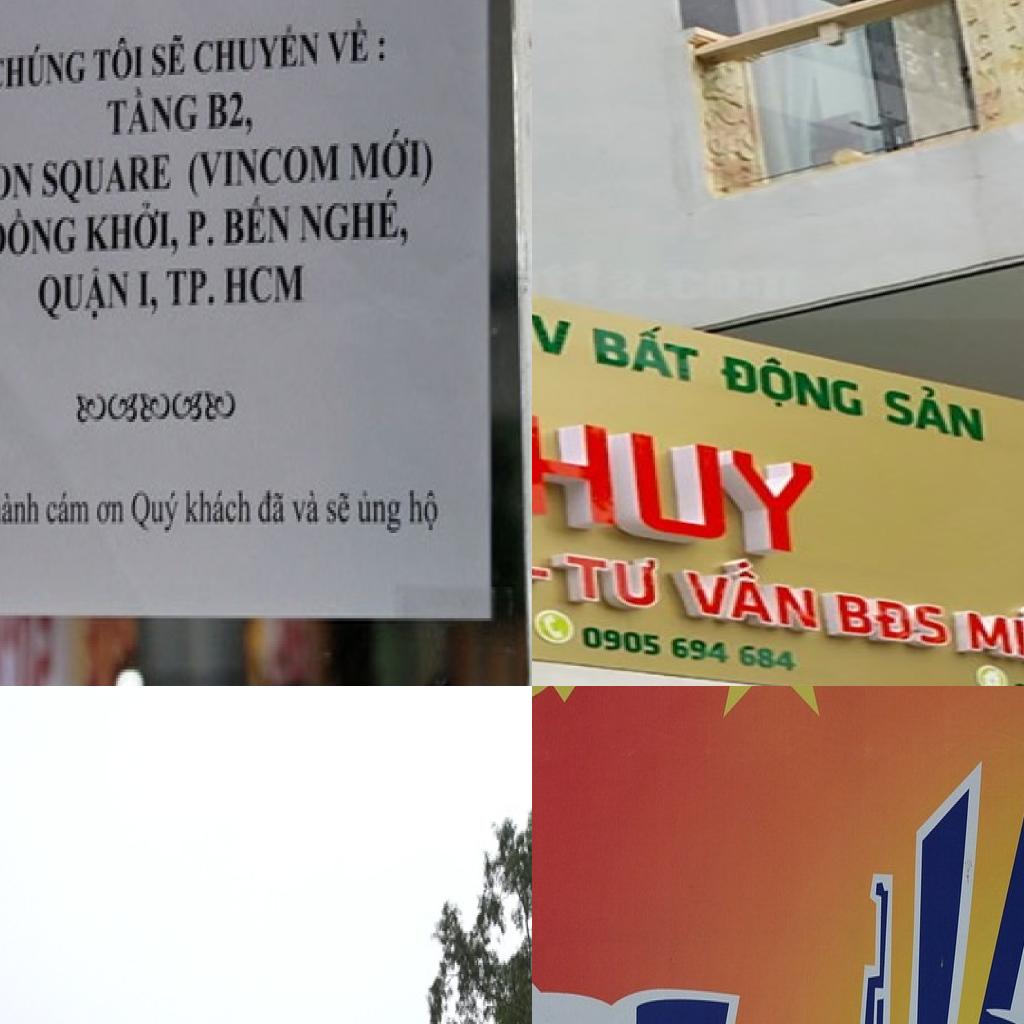 CHÚNG TÔI SẼ CHUYỂN VỀ :
TẦNG B2,
ON SQUARE (VINCOM MỚI)
ĐỒNG KHỞI, P. BẾN NGHÉ,
QUẬN I, TP. HCM
ành cám ơn Quý khách đã và sẽ ủng hộ
V BẤT ĐỘNG SẢN
HUY
- TƯ VẤN BĐS
0905 694 684